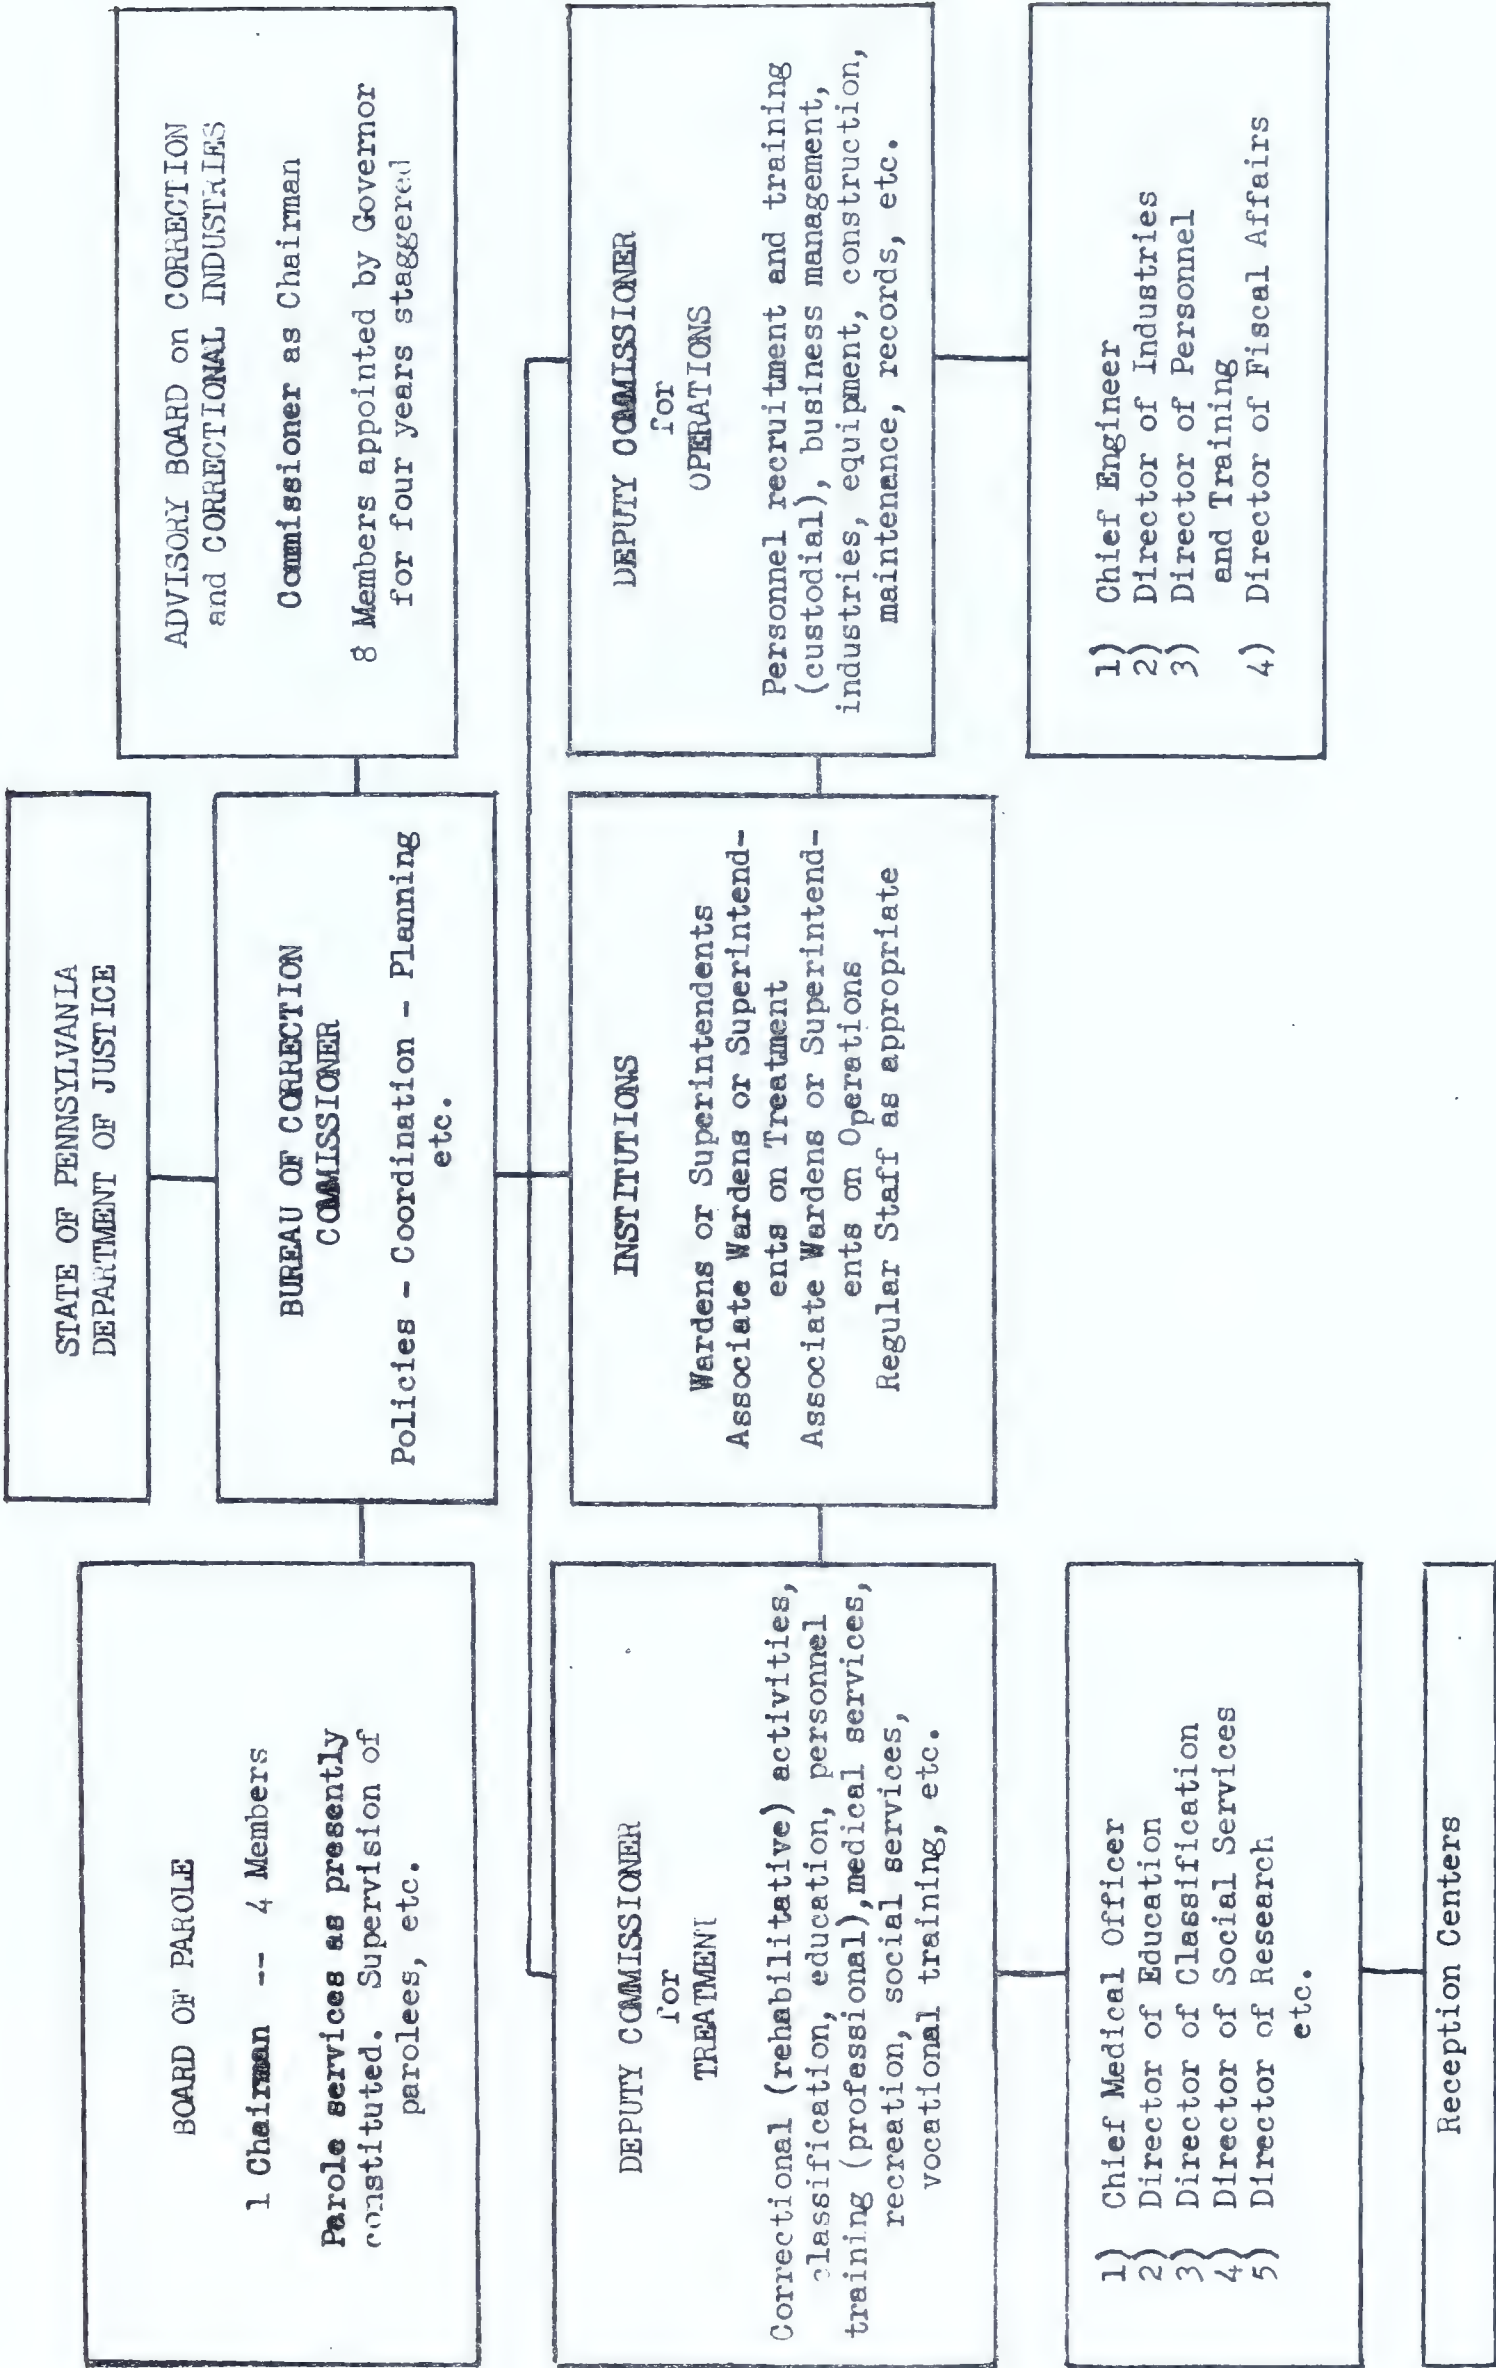 STATE OF PENNSYLVANIA
DEPARTMENT OF JUSTICE
BOARD OF PAROLE
1 Chairman -- 4 Members
Parole services as presently
constituted. Supervision of
parolees, etc.
BUREAU OF CORRECTION
COMMISSIONER
Policies - Coordination - Planning
etc.
ADVISORY BOARD on CORRECTION
and CORRECTIONAL INDUSTRIES
Commissioner as Chairman
8 Members appointed by Governor
for four years staggered
DEPUTY COMMISSIONER
for
TREATMENT
Correctional (rehabilitative) activities,
classification, education, personnel
training (professional),medical services,
recreation, social services,
vocational training, etc.
INSTITUTIONS
Wardens or Superintendents
Associate Wardens or Superintend-
ents on Treatment
Associate Wardens or Superintend-
ents on Operations
Regular Staff as appropriate
DEPUTY COMMISSIONER
for
OPERATIONS
Personnel recruitment and training
(custodial), business management,
industries, equipment, construction,
maintenance, records, etc.
1) Chief Medical Officer
2) Director of Education
3) Director of Classification
4) Director of Social Services
5) Director of Research
etc.
1) Chief Engineer
2) Director of Industries
3) Director of Personnel
and Training
4) Director of Fiscal Affairs
Reception Centers